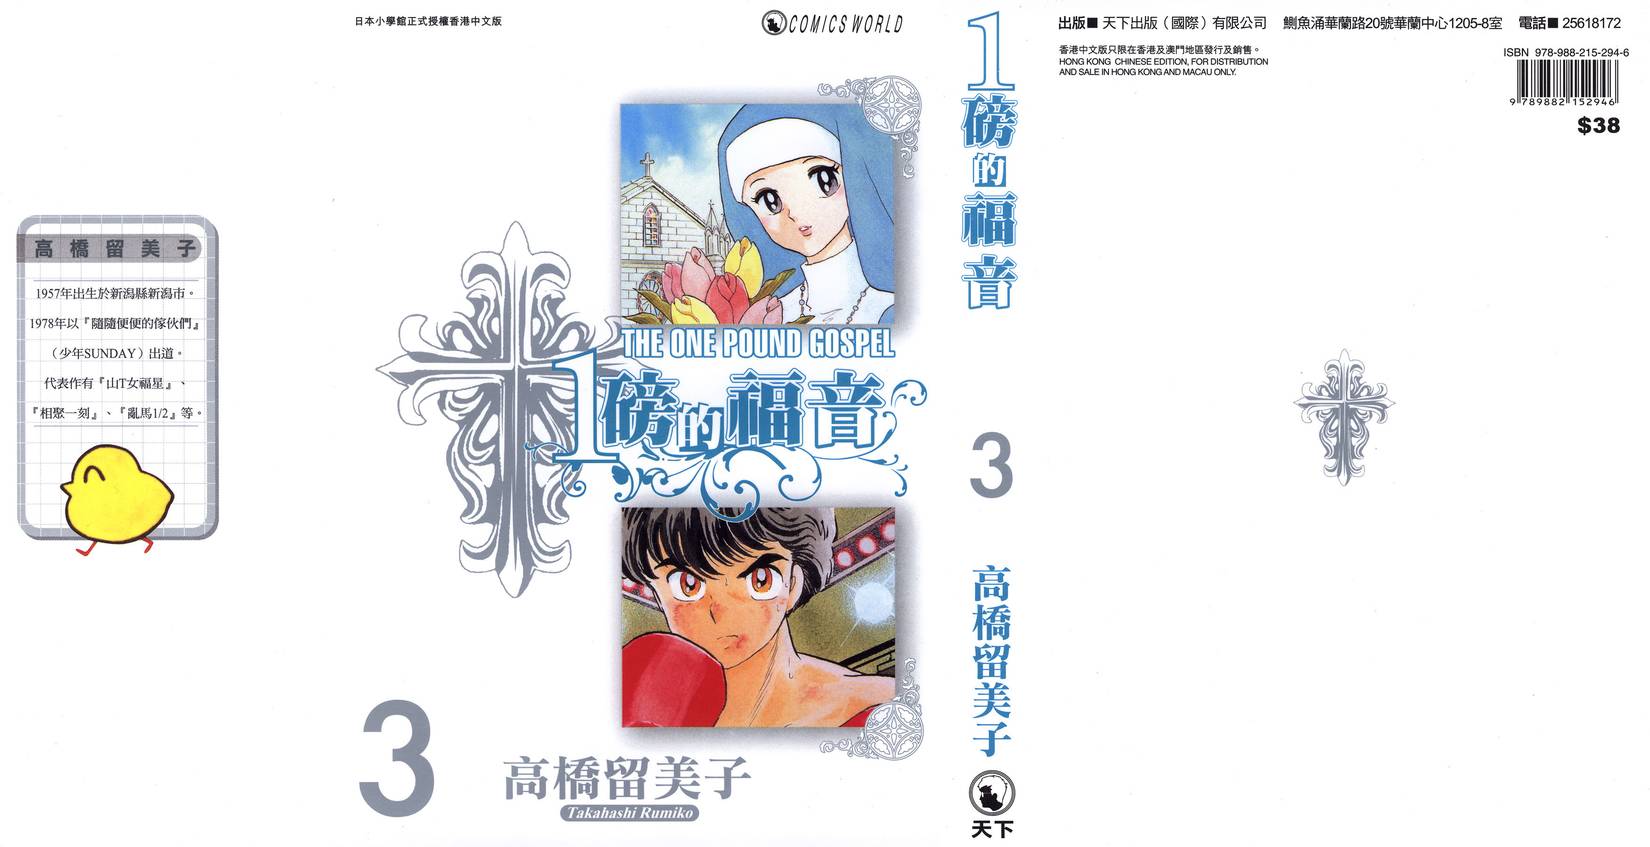 高橋留美子
1957年出生於新潟縣新潟市。
1978年以『隨隨便便的傢伙們』
（少年SUNDAY）出道。
代表作有『山T女福星』、
『相聚一刻』、『亂馬1/2』等。
日本小學館正式授權香港中文版
COMICS WORLD
THE ONE POUND GOSPEL
1磅的福音
3
高橋留美子
Takahashi Rumiko
1磅的福音
3
高橋留美子
天下
出版■ 天下出版（國際）有限公司 鰂魚涌華蘭路20號華蘭中心1205-8室 電話■ 25618172
香港中文版只限在香港及澳門地區發行及銷售。
HONG KONG CHINESE EDITION, FOR DISTRIBUTION
AND SALE IN HONG KONG AND MACAU ONLY.
ISBN 978-988-215-294-6
9 789882 152946
$38